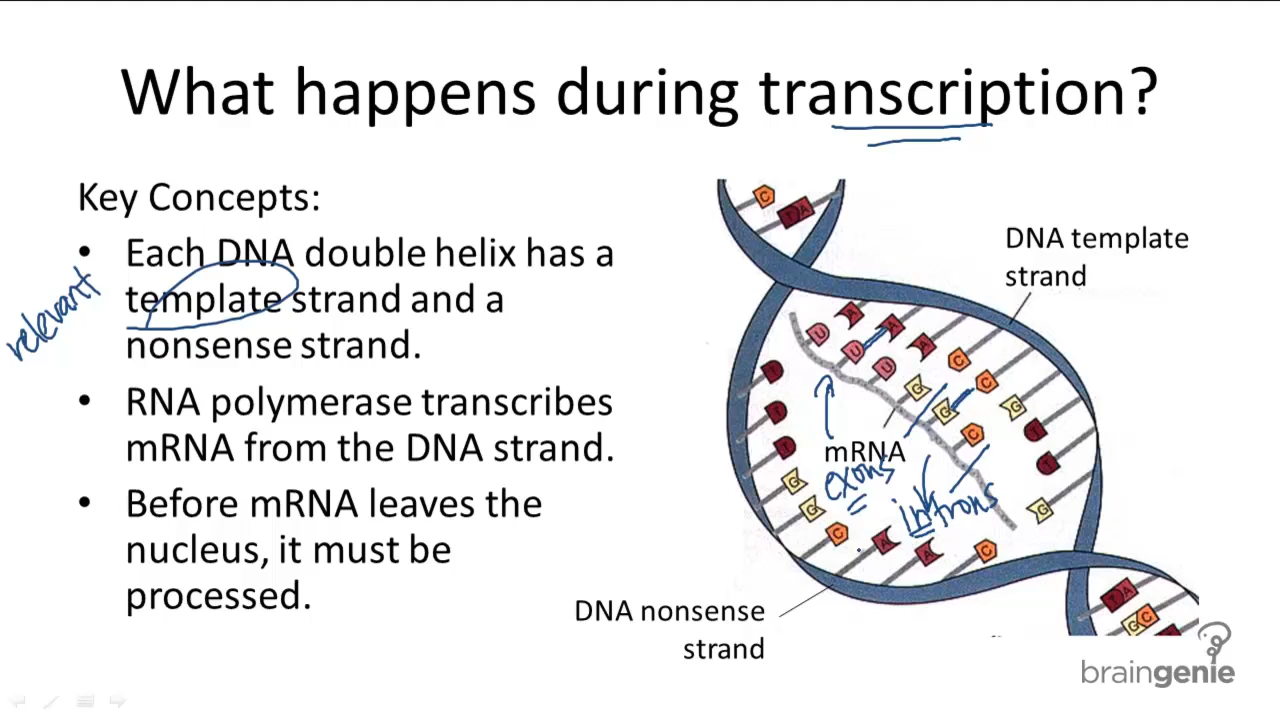 What happens during transcription?
Key Concepts:
• Each DNA double helix has a
template strand and a
nonsense strand.
relevant
• RNA polymerase transcribes
mRNA from the DNA strand.
• Before mRNA leaves the
nucleus, it must be
processed.
C
T A
DNA template
strand
U A
U A
U A
G C
G C
C G
T
T
T
T
T
G
G
C
A
A
C
G
mRNA
exons
introns
DNA nonsense
strand
T A
G C
braingenie